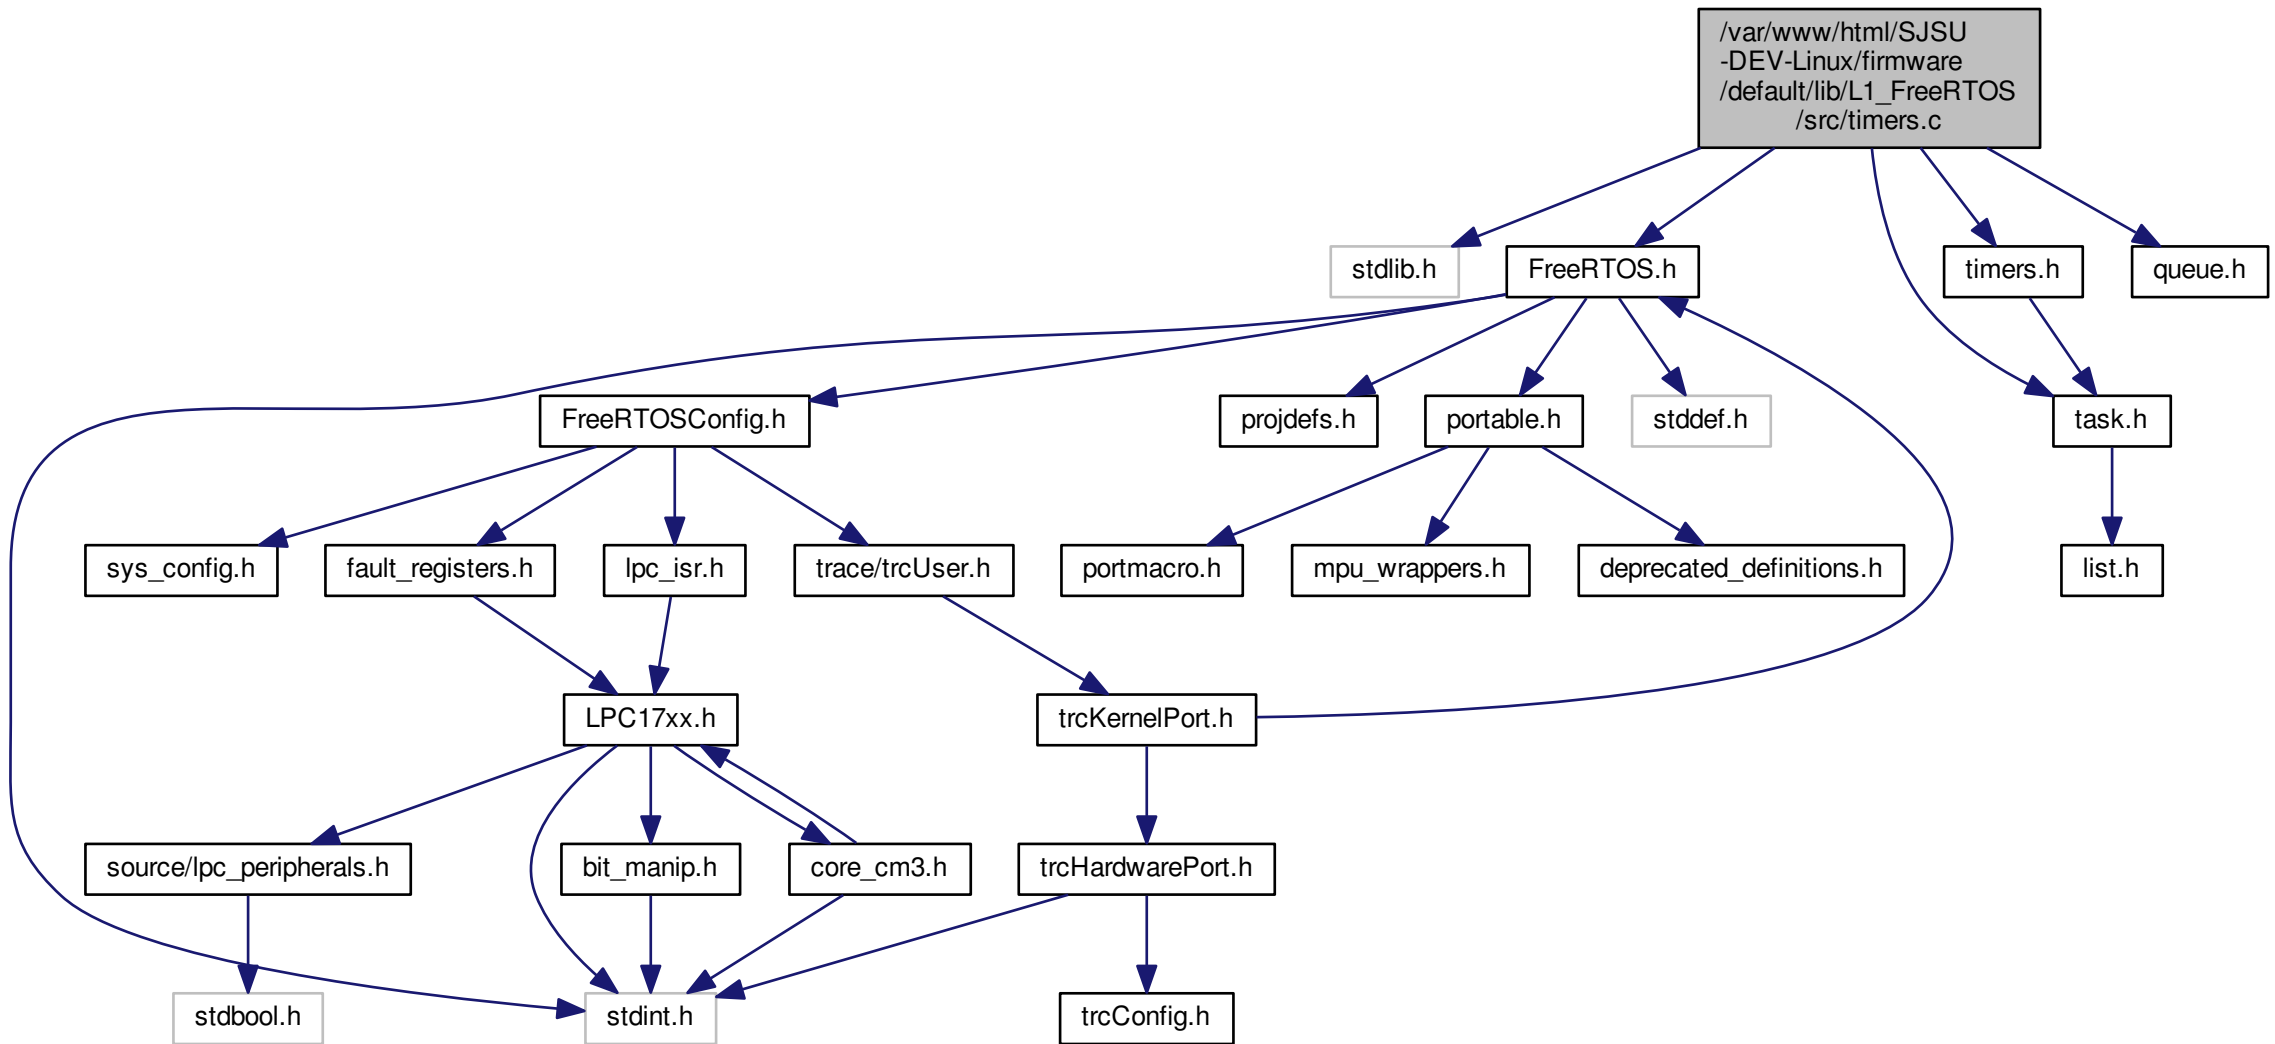 /var/www/html/SJSU
-DEV-Linux/firmware
/default/lib/L1_FreeRTOS
/src/timers.c
stdlib.h
FreeRTOS.h
timers.h
queue.h
FreeRTOSConfig.h
projdefs.h
portable.h
stddef.h
task.h
sys_config.h
fault_registers.h
lpc_isr.h
trace/trcUser.h
portmacro.h
mpu_wrappers.h
deprecated_definitions.h
list.h
LPC17xx.h
trcKernelPort.h
source/lpc_peripherals.h
bit_manip.h
core_cm3.h
trcHardwarePort.h
stdbool.h
stdint.h
trcConfig.h